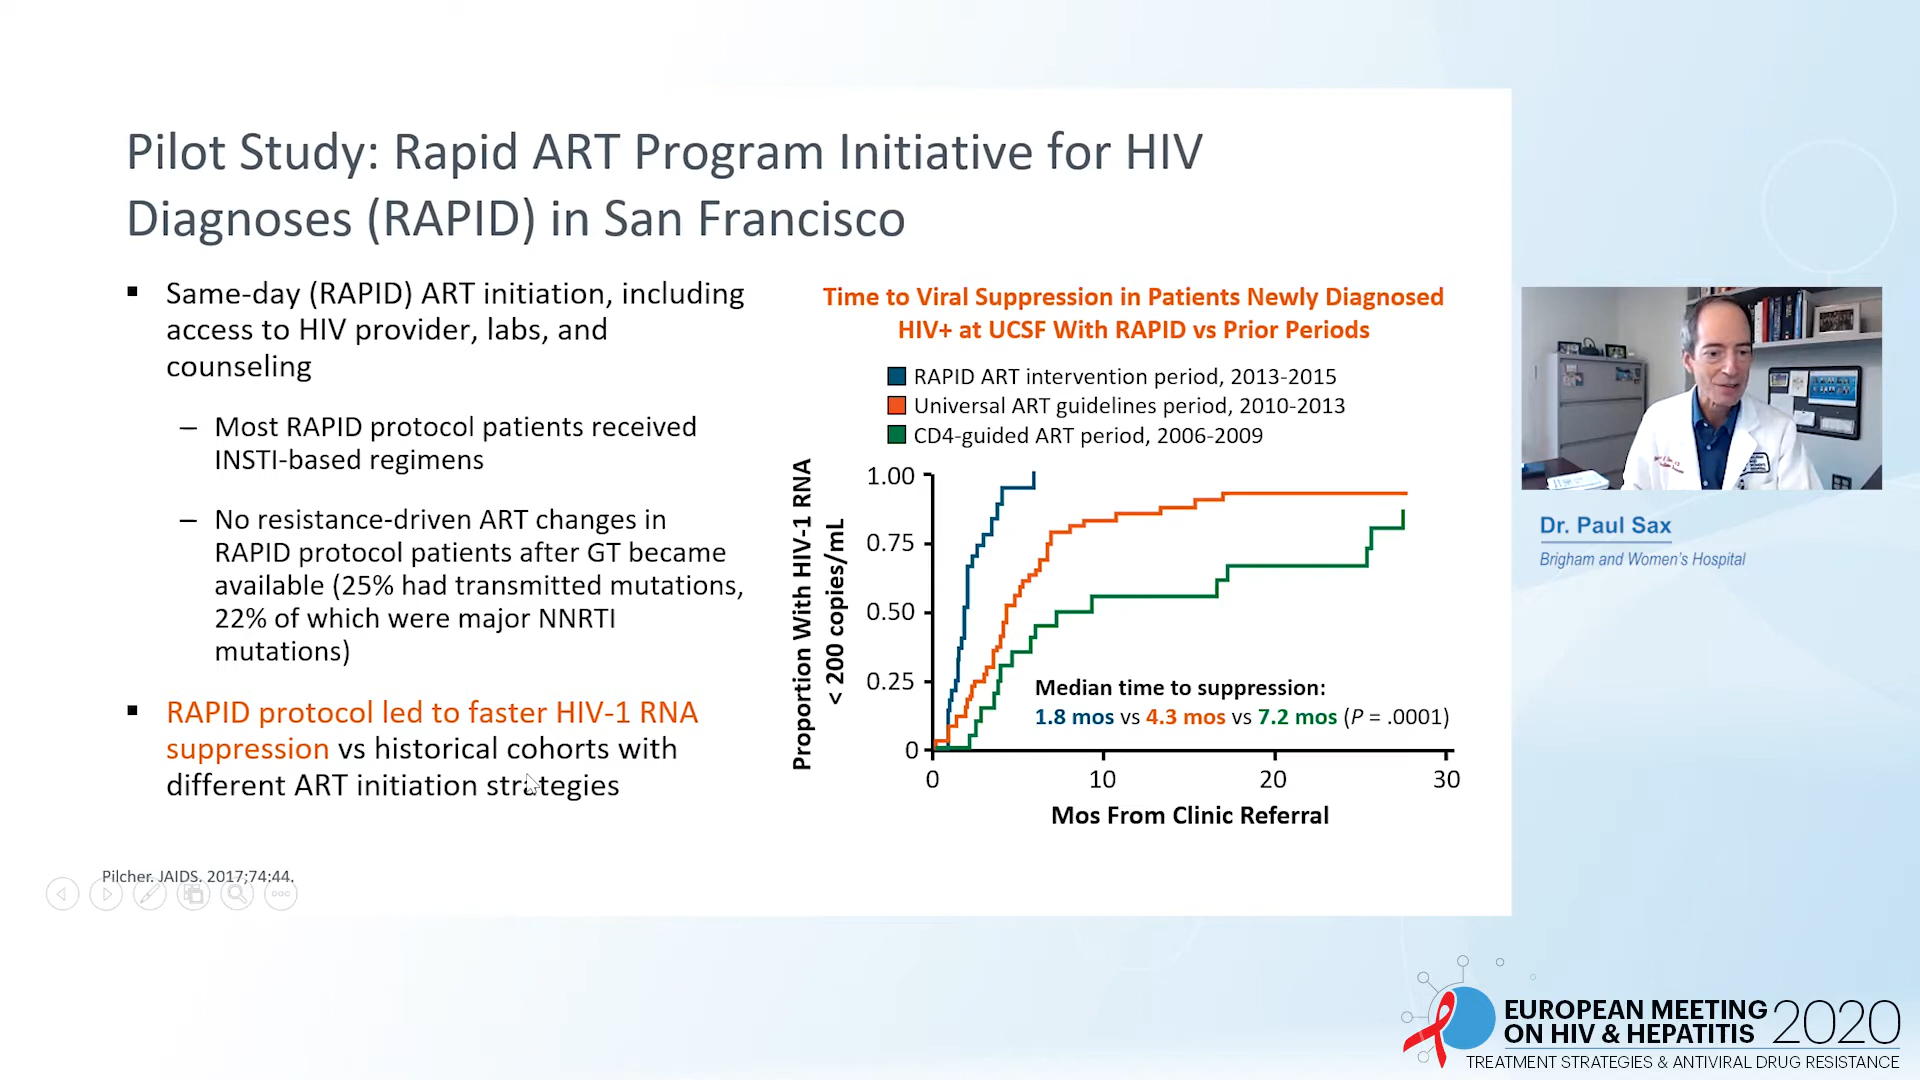 Pilot Study: Rapid ART Program Initiative for HIV
Diagnoses (RAPID) in San Francisco
▪ Same-day (RAPID) ART initiation, including
access to HIV provider, labs, and
counseling
– Most RAPID protocol patients received
INSTI-based regimens
– No resistance-driven ART changes in
RAPID protocol patients after GT became
available (25% had transmitted mutations,
22% of which were major NNRTI
mutations)
▪ RAPID protocol led to faster HIV-1 RNA
suppression vs historical cohorts with
different ART initiation strategies
Pilcher. JAIDS. 2017;74:44.
Time to Viral Suppression in Patients Newly Diagnosed
HIV+ at UCSF With RAPID vs Prior Periods
RAPID ART intervention period, 2013-2015
Universal ART guidelines period, 2010-2013
CD4-guided ART period, 2006-2009
Proportion With HIV-1 RNA
< 200 copies/mL
1.00
0.75
0.50
0.25
0
Median time to suppression:
1.8 mos vs 4.3 mos vs 7.2 mos (P = .0001)
0 10 20 30
Mos From Clinic Referral
Dr. Paul Sax
Brigham and Women's Hospital
EUROPEAN MEETING
ON HIV & HEPATITIS 2020
TREATMENT STRATEGIES & ANTIVIRAL DRUG RESISTANCE